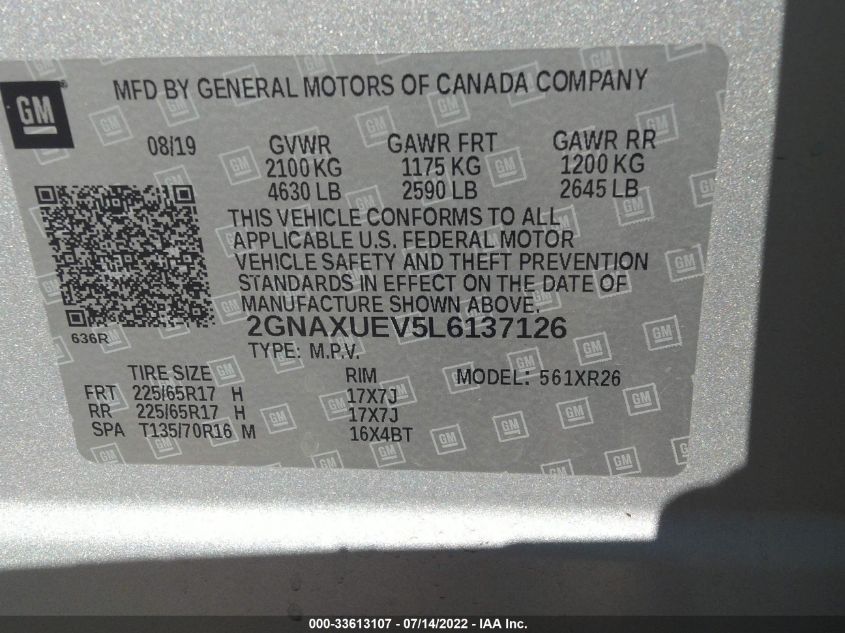 GM
MFD BY GENERAL MOTORS OF CANADA COMPANY
08/19 GVWR GAWR FRT GAWR RR
2100 KG 1175 KG 1200 KG
4630 LB 2590 LB 2645 LB
THIS VEHICLE CONFORMS TO ALL
APPLICABLE U.S. FEDERAL MOTOR
VEHICLE SAFETY AND THEFT PREVENTION
STANDARDS IN EFFECT ON THE DATE OF
MANUFACTURE SHOWN ABOVE.
636R
2GNAXUEV5L6137126
TYPE: M.P.V.
TIRE SIZE RIM MODEL: 561XR26
FRT 225/65R17 H 17X7J
RR 225/65R17 H 17X7J
SPA T135/70R16 M 16X4BT
000-33613107 - 07/14/2022 - IAA Inc.